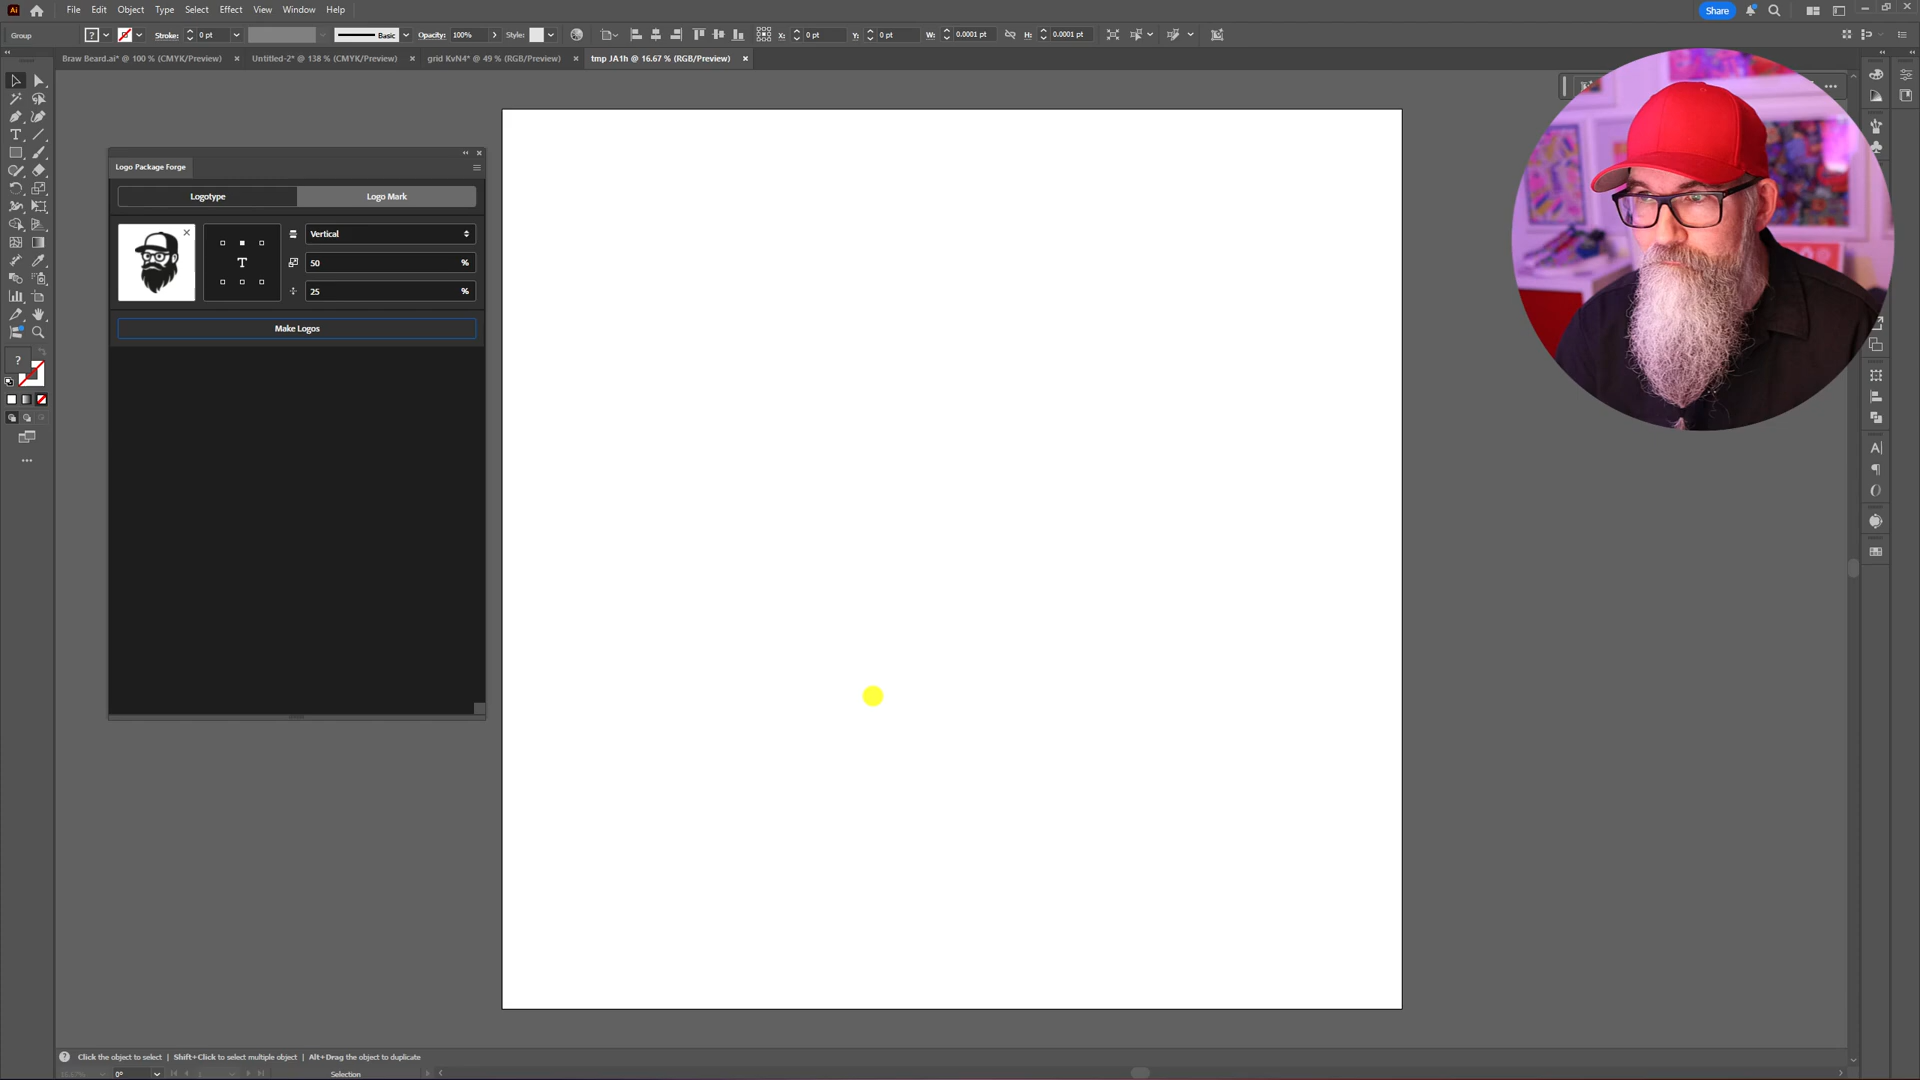 Ai File Edit Object Type Select Effect View Window Help Share
Group ? Stroke: 0 pt Basic Opacity: 100% Style: X: 0 pt Y: 0 pt W: 0.0001 pt H: 0.0001 pt
Braw Beard.ai* @ 100 % (CMYK/Preview) × Untitled-2* @ 138 % (CMYK/Preview) × grid KvN4* @ 49 % (RGB/Preview) × tmp JA1h @ 16.67 % (RGB/Preview) ×
Logo Package Forge
Logotype Logo Mark
Vertical
T 50 %
25 %
Make Logos
?
Click the object to select | Shift+Click to select multiple object | Alt+Drag the object to duplicate
16.67% 0° 1 Selection